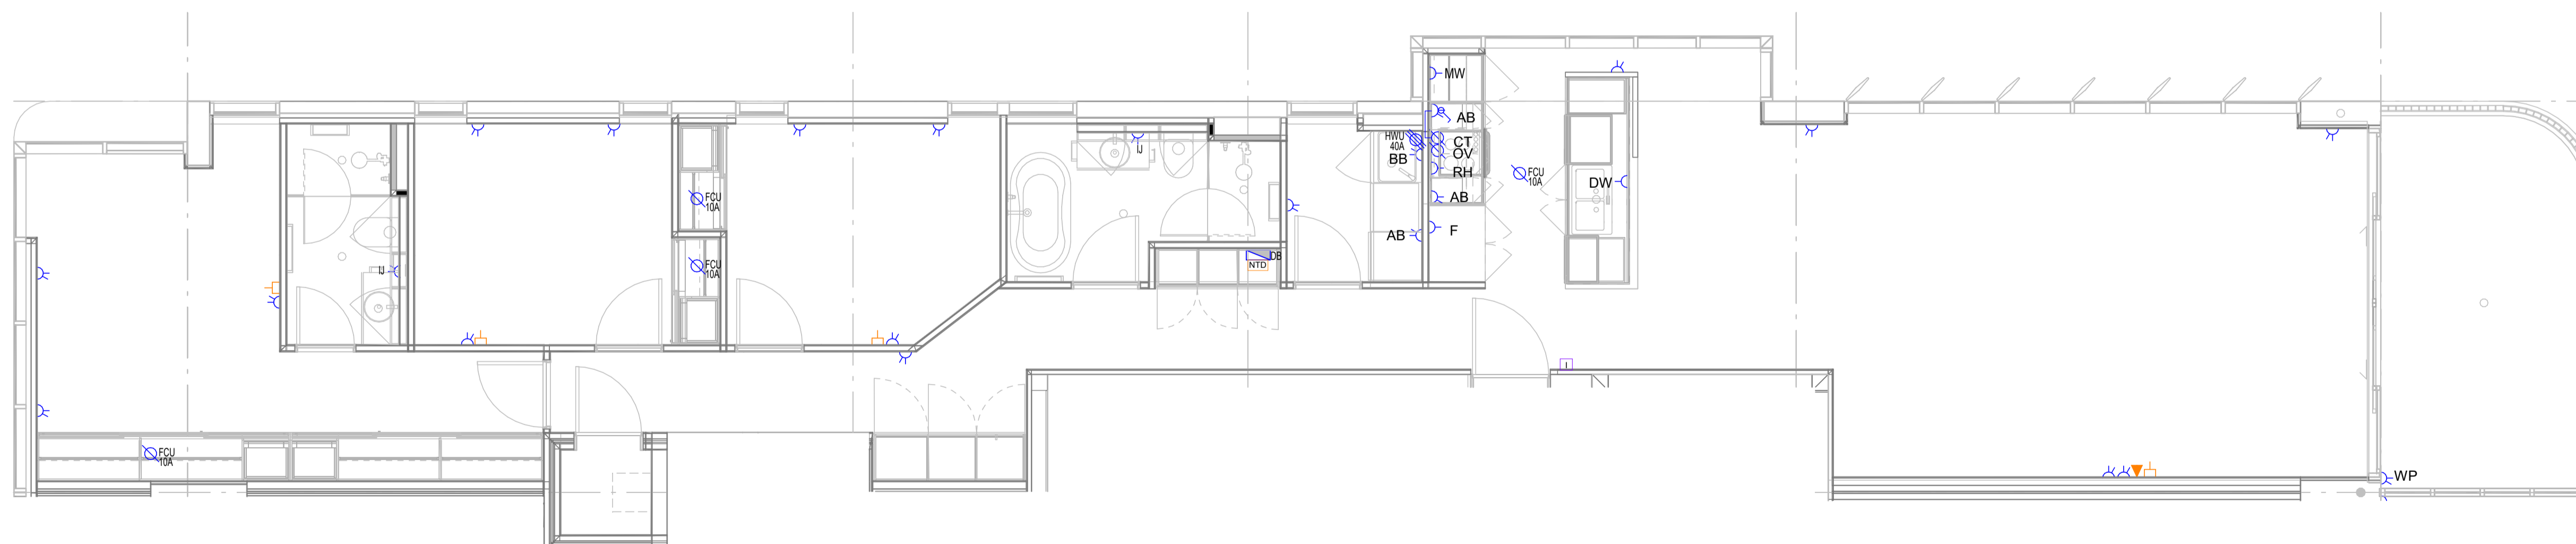 MW
AB
HWU
40A
CT
BB
OV
IJ
RH
FCU
10A
DW
FCU
10A
AB
F
AB
DB
NTD
IJ
FCU
10A
I
FCU
10A
WP